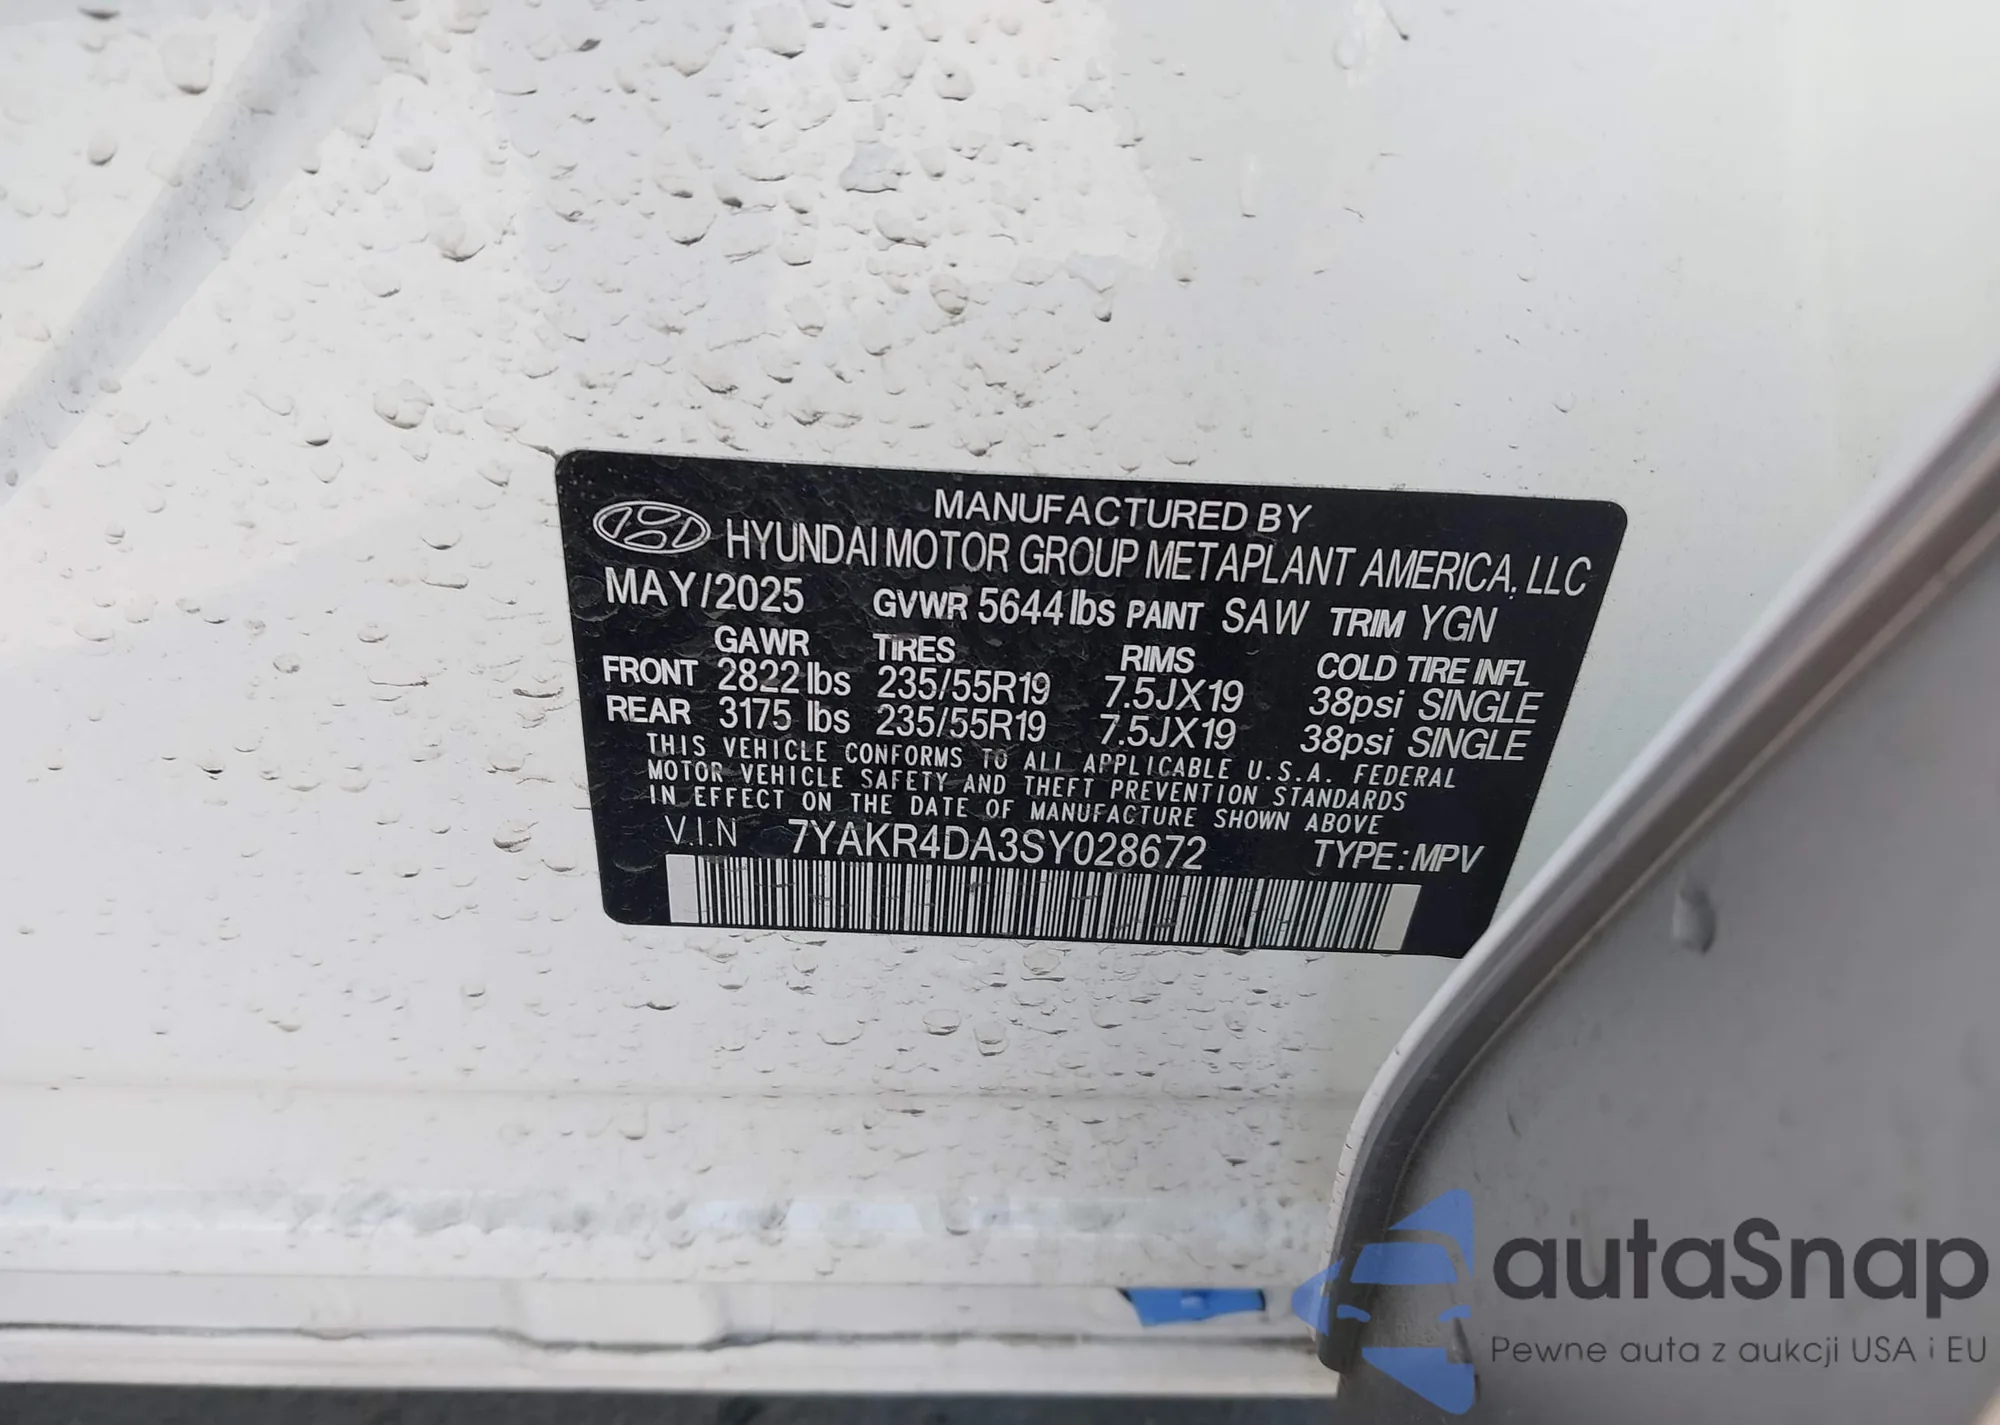 MANUFACTURED BY
HYUNDAI MOTOR GROUP METAPLANT AMERICA, LLC
MAY/2025 GVWR 5644 lbs PAINT SAW TRIM YGN
GAWR TIRES RIMS COLD TIRE INFL
FRONT 2822 lbs 235/55R19 7.5JX19 38psi SINGLE
REAR 3175 lbs 235/55R19 7.5JX19 38psi SINGLE
THIS VEHICLE CONFORMS TO ALL APPLICABLE U.S.A. FEDERAL
MOTOR VEHICLE SAFETY AND THEFT PREVENTION STANDARDS
IN EFFECT ON THE DATE OF MANUFACTURE SHOWN ABOVE
V.I.N 7YAKR4DA3SY028672 TYPE:MPV
autaSnap
Pewne auta z aukcji USA i EU